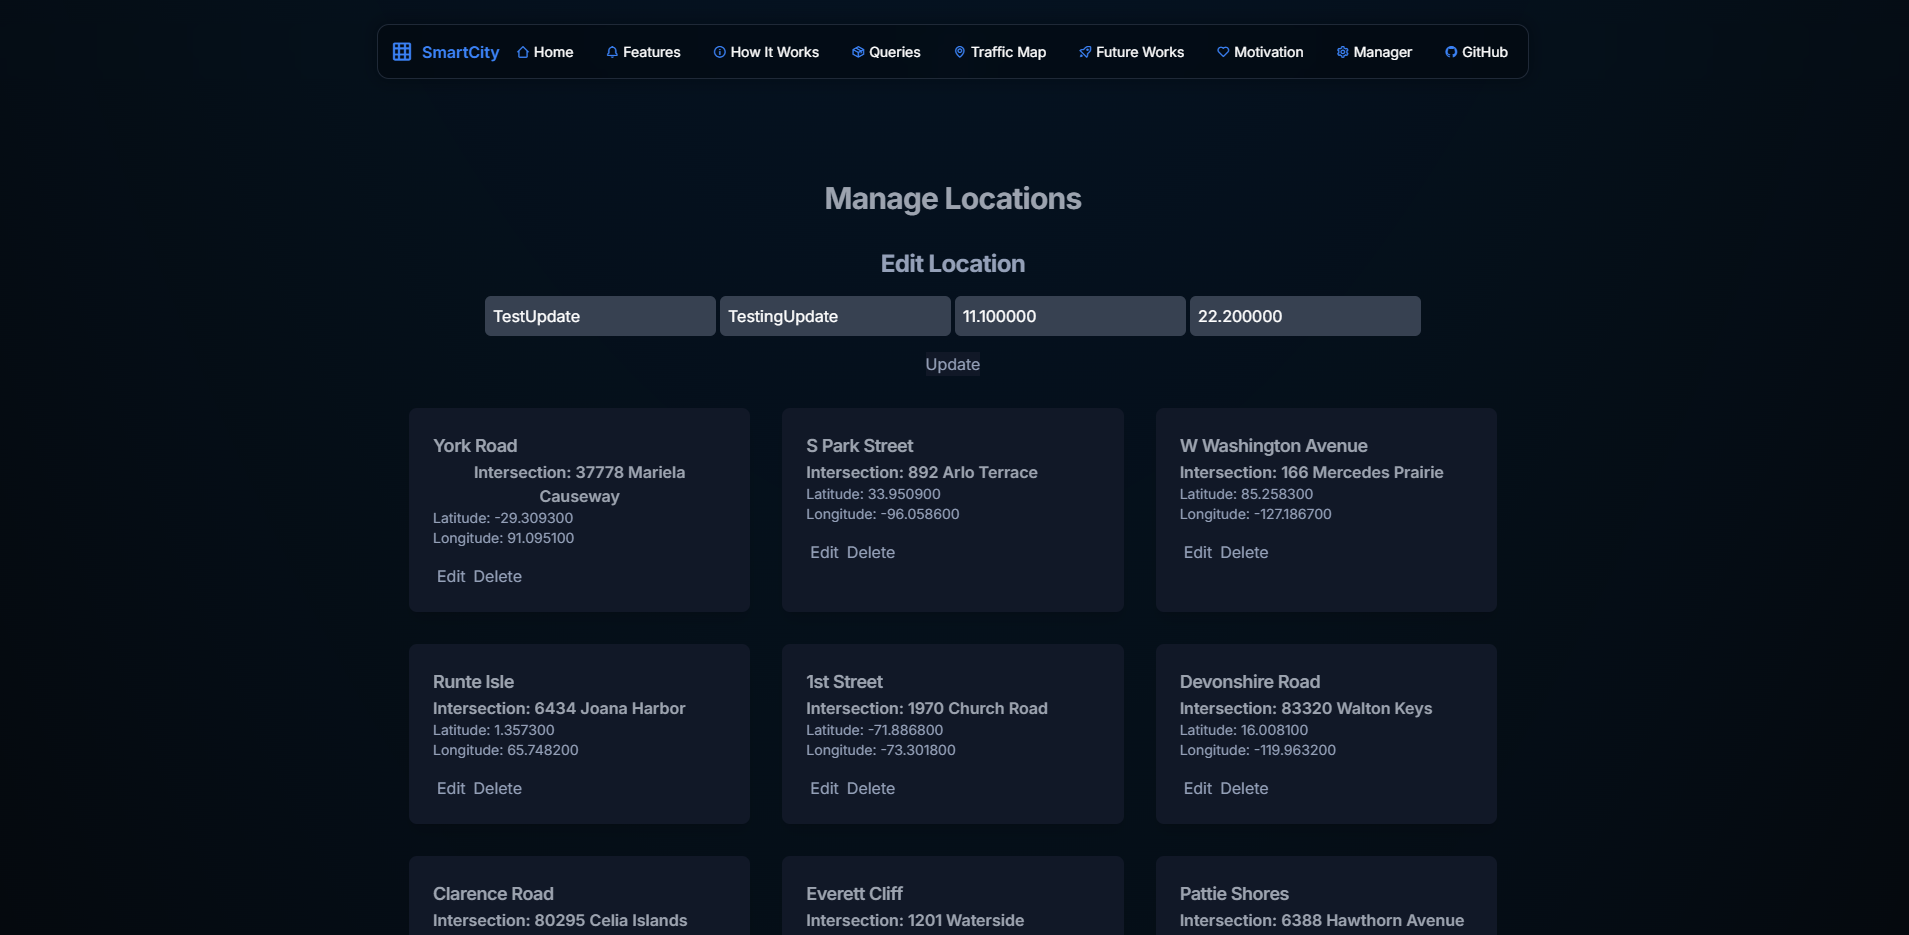 SmartCity Home Features How It Works Queries Traffic Map Future Works Motivation Manager GitHub
Manage Locations
Edit Location
TestUpdate TestingUpdate 11.100000 22.200000
Update
York Road
Intersection: 37778 Mariela
Causeway
Latitude: -29.309300
Longitude: 91.095100
Edit Delete
S Park Street
Intersection: 892 Arlo Terrace
Latitude: 33.950900
Longitude: -96.058600
Edit Delete
W Washington Avenue
Intersection: 166 Mercedes Prairie
Latitude: 85.258300
Longitude: -127.186700
Edit Delete
Runte Isle
Intersection: 6434 Joana Harbor
Latitude: 1.357300
Longitude: 65.748200
Edit Delete
1st Street
Intersection: 1970 Church Road
Latitude: -71.886800
Longitude: -73.301800
Edit Delete
Devonshire Road
Intersection: 83320 Walton Keys
Latitude: 16.008100
Longitude: -119.963200
Edit Delete
Clarence Road
Intersection: 80295 Celia Islands
Everett Cliff
Intersection: 1201 Waterside
Pattie Shores
Intersection: 6388 Hawthorn Avenue